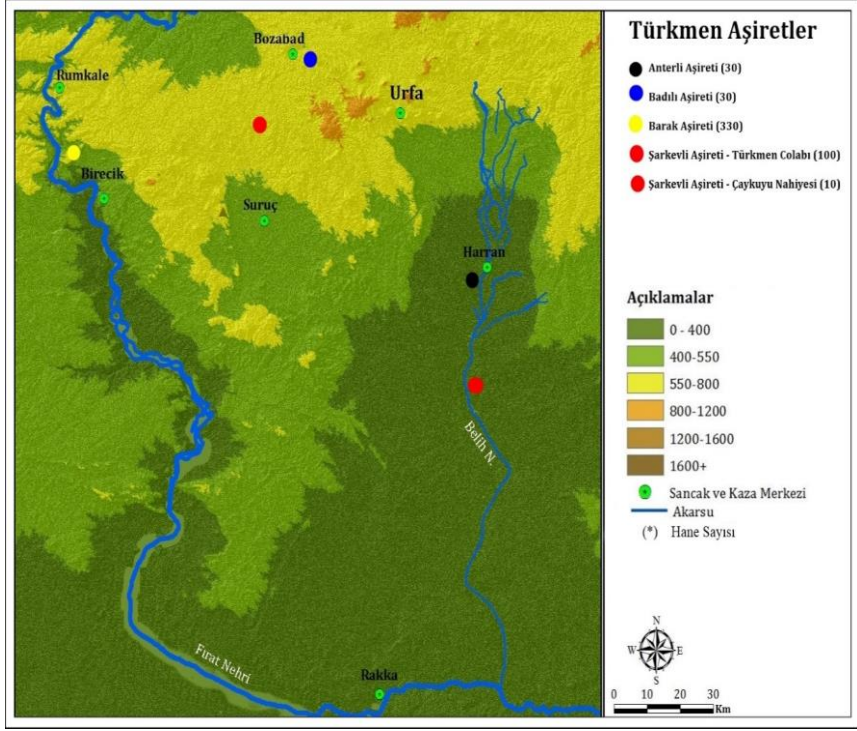 Türkmen Aşiretler
Anterli Aşireti (30)
Badılı Aşireti (30)
Barak Aşireti (330)
Şarkevli Aşireti - Türkmen Colabı (100)
Şarkevli Aşireti - Çaykuyu Nahiyesi (10)
Bozabad
Rumkale
Urfa
Birecik
Suruç
Harran
Belih N.
Fırat Nehri
Rakka
Açıklamalar
0 - 400
400-550
550-800
800-1200
1200-1600
1600+
Sancak ve Kaza Merkezi
Akarsu
(*) Hane Sayısı
N
W E
S
0 10 20 30
Km